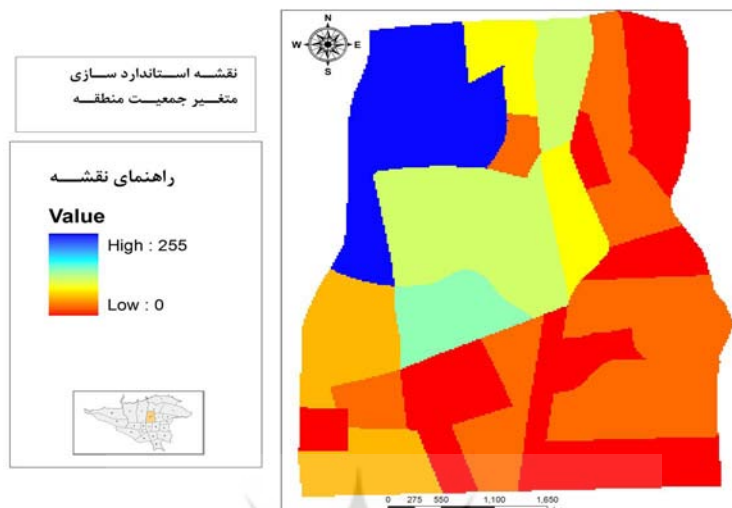 نقشه استاندارد سازی
متغیر جمعیت منطقه
راهنمای نقشه
Value
High : 255
Low : 0
N
W E
S
0 275 550 1,100 1,650